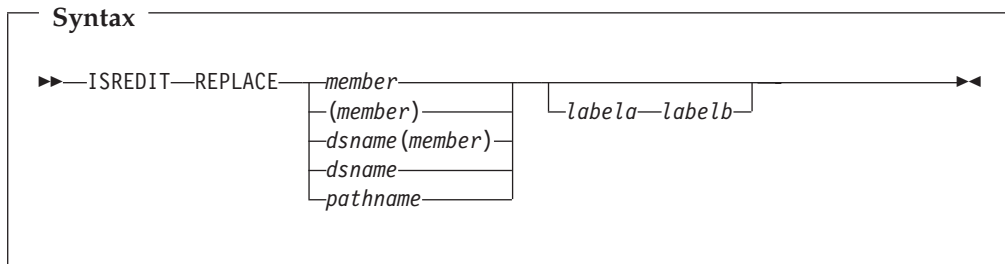 Syntax
ISREDIT REPLACE member
(member)
dsname(member)
dsname
pathname
labela labelb